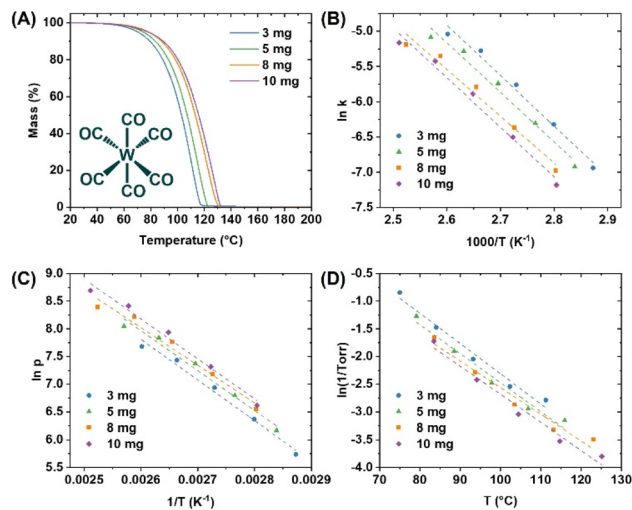 (A)
3 mg
5 mg
8 mg
10 mg
Mass (%)
100
80
60
40
20
0
CO
OC
CO
W
OC
CO
CO
20 40 60 80 100 120 140 160 180 200
Temperature (°C)
(B)
ln k
-5.0
-5.5
-6.0
-6.5
-7.0
-7.5
3 mg
5 mg
8 mg
10 mg
2.5 2.6 2.7 2.8 2.9
1000/T (K⁻¹)
(C)
ln p
9.0
8.5
8.0
7.5
7.0
6.5
6.0
5.5
3 mg
5 mg
8 mg
10 mg
0.0025 0.0026 0.0027 0.0028 0.0029
1/T (K⁻¹)
(D)
ln(1/Torr)
-0.5
-1.0
-1.5
-2.0
-2.5
-3.0
-3.5
-4.0
3 mg
5 mg
8 mg
10 mg
70 80 90 100 110 120 130
T (°C)